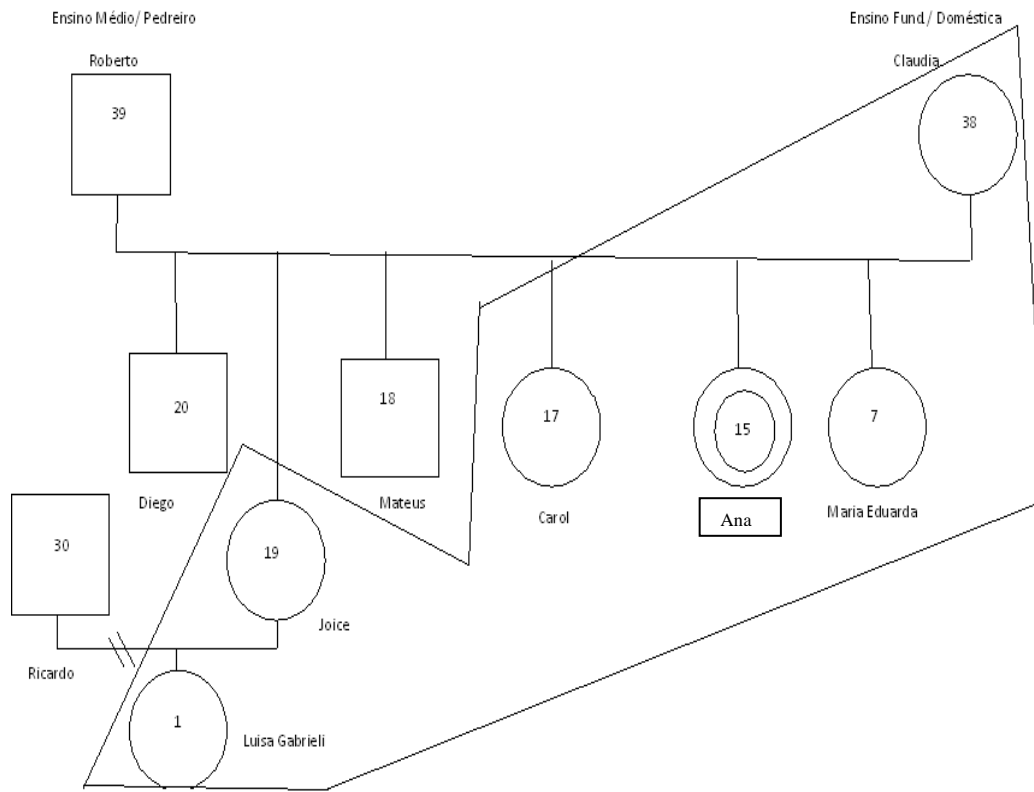 Ensino Médio/ Pedreiro
Ensino Fund./ Doméstica
Roberto
Claudia
39
38
20
18
17
15
7
Diego
Mateus
Carol
Ana
Maria Eduarda
30
19
Joice
Ricardo
1
Luisa Gabrieli